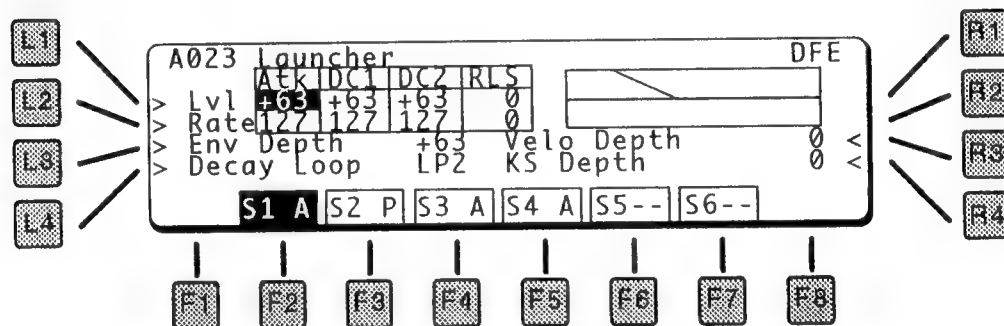 L1
L2
L3
L4
A023 Launcher DFE
Atk DC1 DC2 RLS
> Lvl +63 +63 +63 0
> Rate 127 127 127 0
> Env Depth +63 Velo Depth 0 <
> Decay Loop LP2 KS Depth 0 <
S1 A S2 P S3 A S4 A S5-- S6--
F1 F2 F3 F4 F5 F6 F7 F8
R1
R2
R3
R4